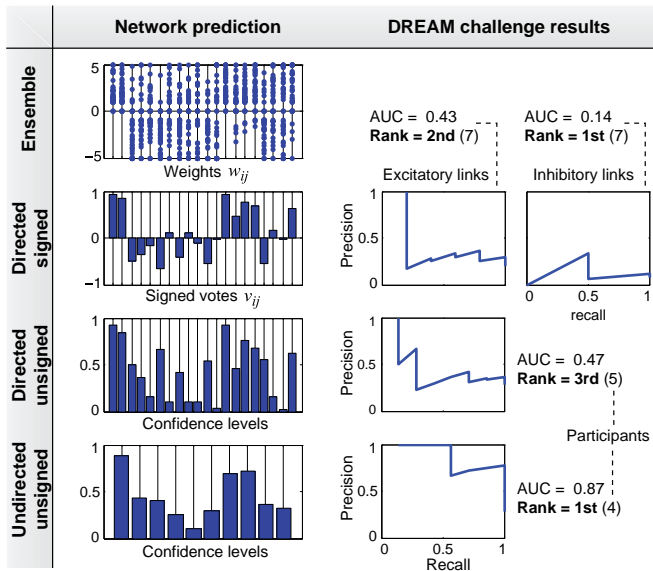 Network prediction
DREAM challenge results
Ensemble
5
0
−5
Weights w_ij
AUC = 0.43
Rank = 2nd (7)
AUC = 0.14
Rank = 1st (7)
Excitatory links
Inhibitory links
Directed
signed
1
0
−1
Signed votes v_ij
Precision
1
0.5
0
0 0.5 1
recall
Directed
unsigned
1
0.5
0
Confidence levels
Precision
1
0.5
0
AUC = 0.47
Rank = 3rd (5)
Participants
Undirected
unsigned
1
0.5
0
Confidence levels
Precision
1
0.5
0
0 0.5 1
Recall
AUC = 0.87
Rank = 1st (4)